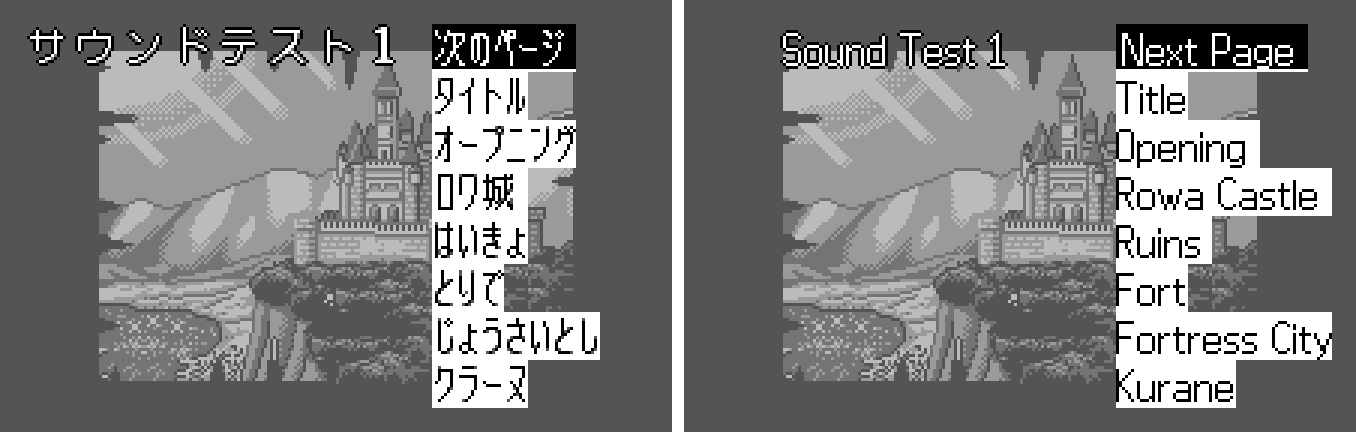 サウンドテスト1
次のページ
タイトル
オープニング
ロワ城
はいきょ
とりで
じょうさいとし
クラーヌ
Sound Test 1
Next Page
Title
Opening
Rowa Castle
Ruins
Fort
Fortress City
Kurane